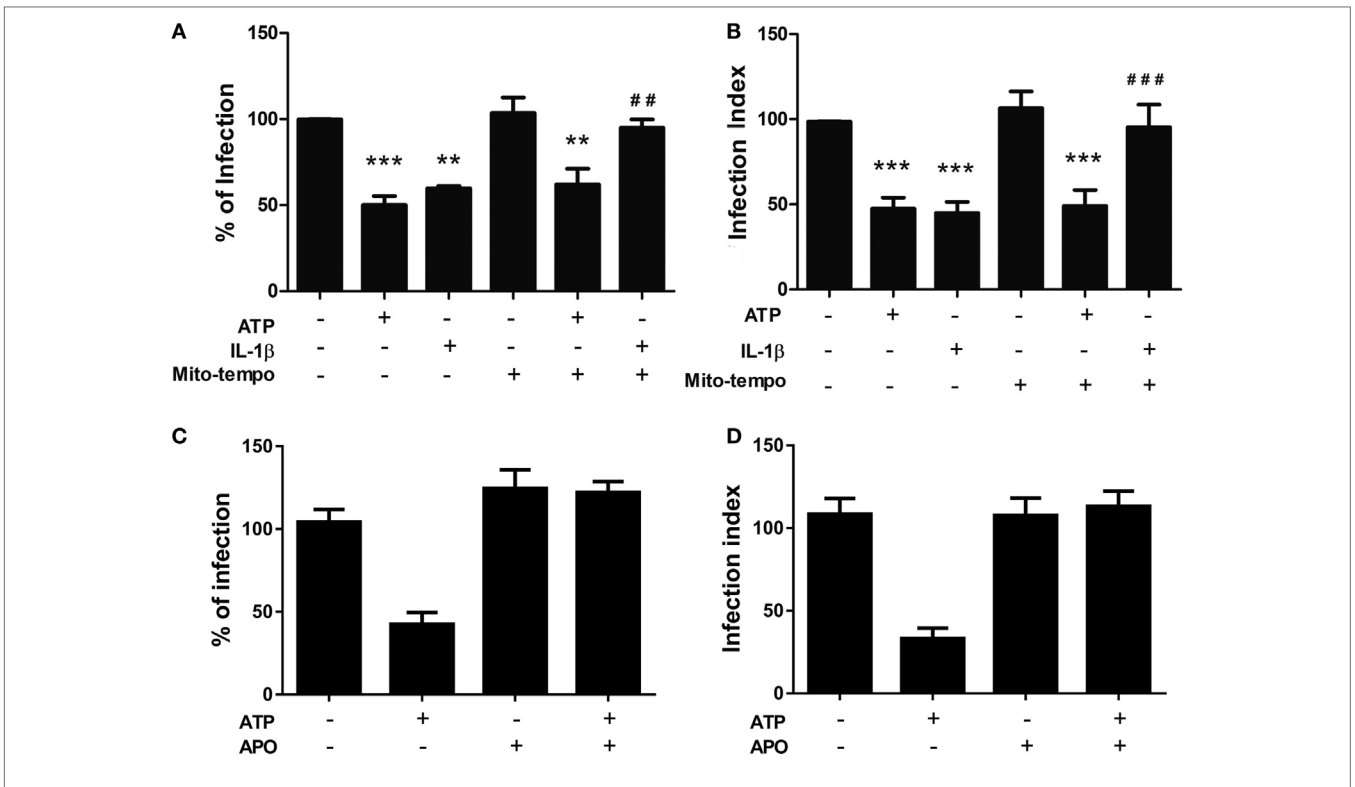 A
% of Infection
150
100
50
0
*** ** ** ##
ATP - + - - + -
IL-1β - - + - - +
Mito-tempo - - - + + +
B
Infection Index
150
100
50
0
*** *** *** ###
ATP - + - - + -
IL-1β - - + - - +
Mito-tempo - - - + + +
C
% of infection
150
100
50
0
ATP - + - +
APO - - + +
D
Infection index
150
100
50
0
ATP - + - +
APO - - + +